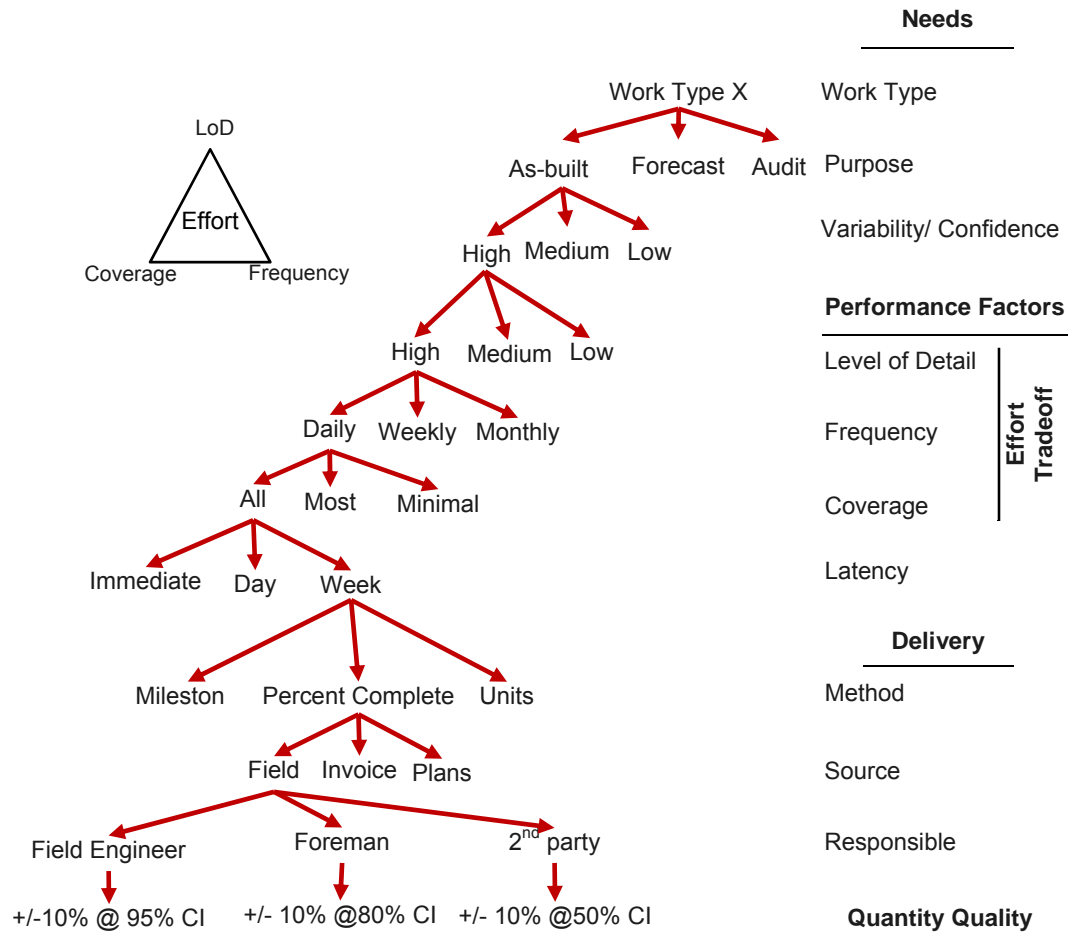 Needs
Work Type X
Work Type
LoD
As-built
Forecast
Audit
Purpose
Effort
Coverage
Frequency
High
Medium
Low
Variability/ Confidence
Performance Factors
High
Medium
Low
Level of Detail
Daily
Weekly
Monthly
Frequency
Effort
Tradeoff
All
Most
Minimal
Coverage
Immediate
Day
Week
Latency
Delivery
Mileston
Percent Complete
Units
Method
Field
Invoice
Plans
Source
Field Engineer
Foreman
2nd party
Responsible
+/-10% @ 95% CI
+/- 10% @80% CI
+/- 10% @50% CI
Quantity Quality